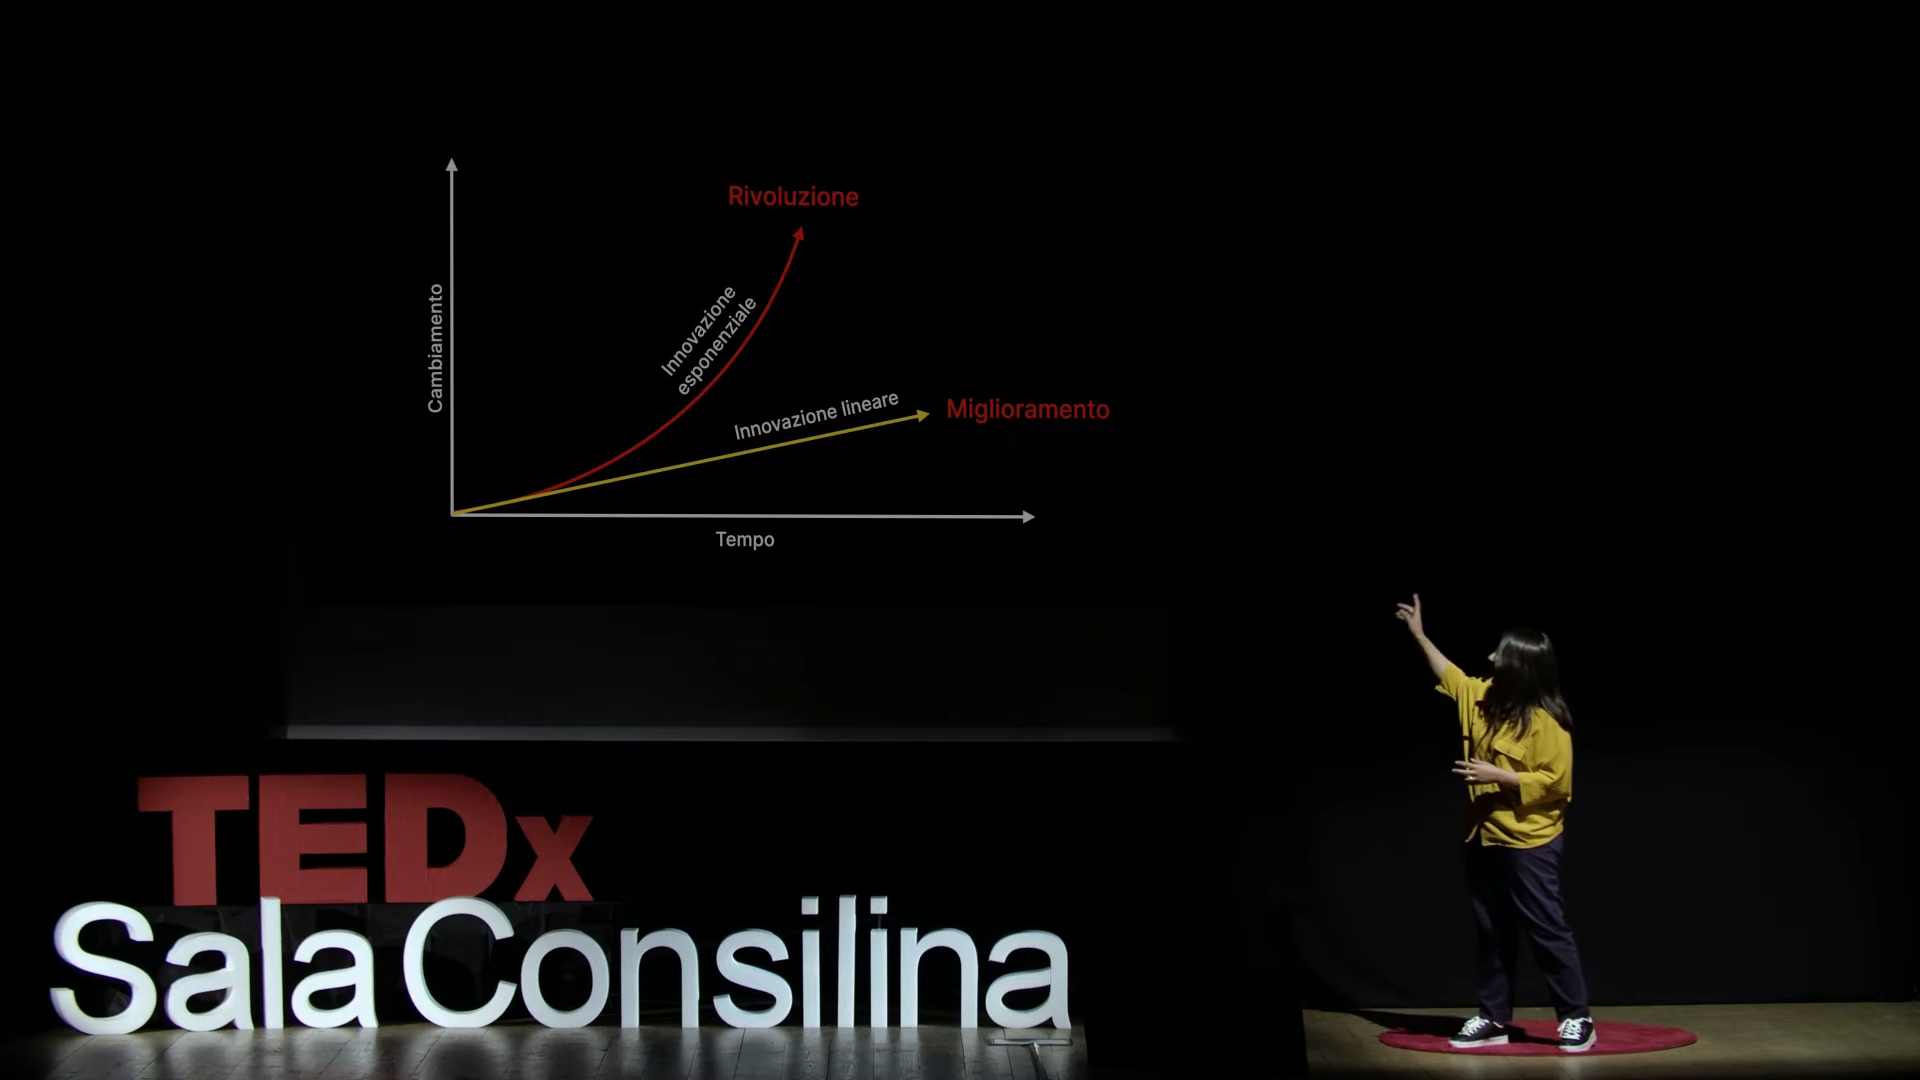 Rivoluzione
Innovazione
esponenziale
Cambiamento
Innovazione lineare
Miglioramento
Tempo
TEDx
Sala Consilina